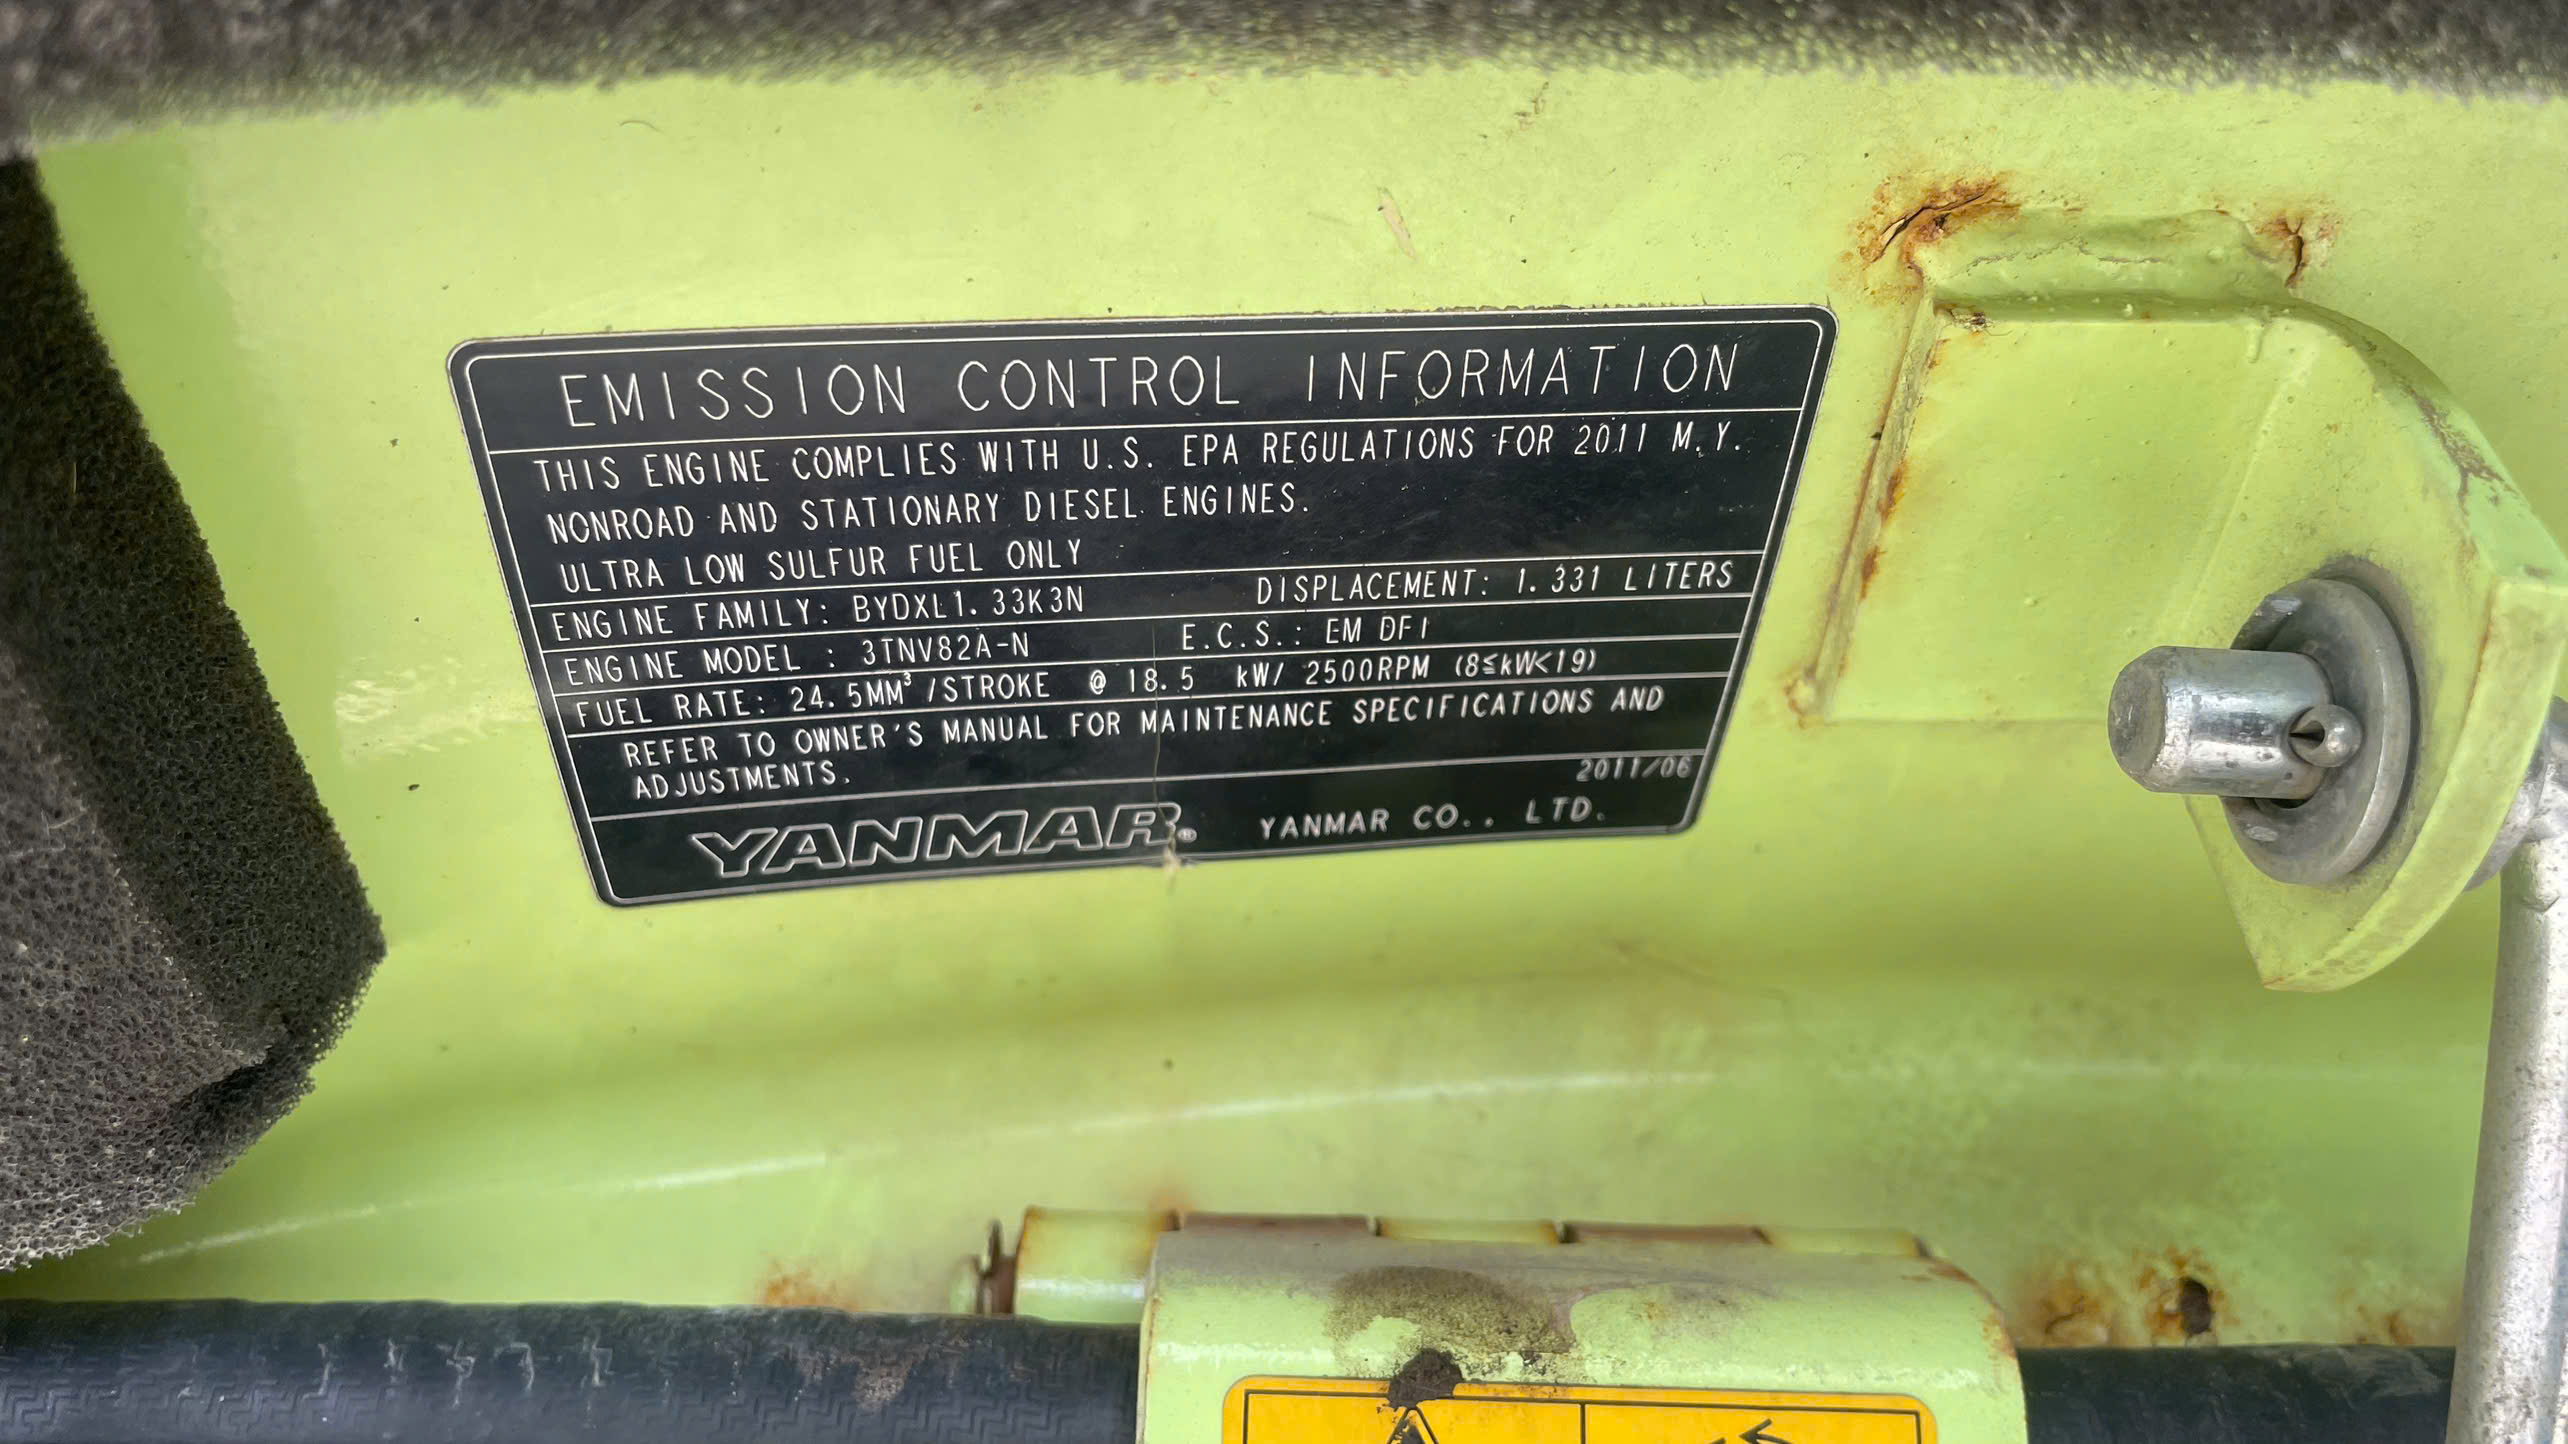 EMISSION CONTROL INFORMATION
THIS ENGINE COMPLIES WITH U.S. EPA REGULATIONS FOR 2011 M.Y.
NONROAD AND STATIONARY DIESEL ENGINES.
ULTRA LOW SULFUR FUEL ONLY
ENGINE FAMILY: BYDXL1.33K3N DISPLACEMENT: 1.331 LITERS
ENGINE MODEL : 3TNV82A-N E.C.S.: EM DFI
FUEL RATE: 24.5MM³/STROKE @ 18.5 kW/ 2500RPM (8≤kW<19)
REFER TO OWNER'S MANUAL FOR MAINTENANCE SPECIFICATIONS AND
ADJUSTMENTS.
2011/06
YANMAR® YANMAR CO., LTD.